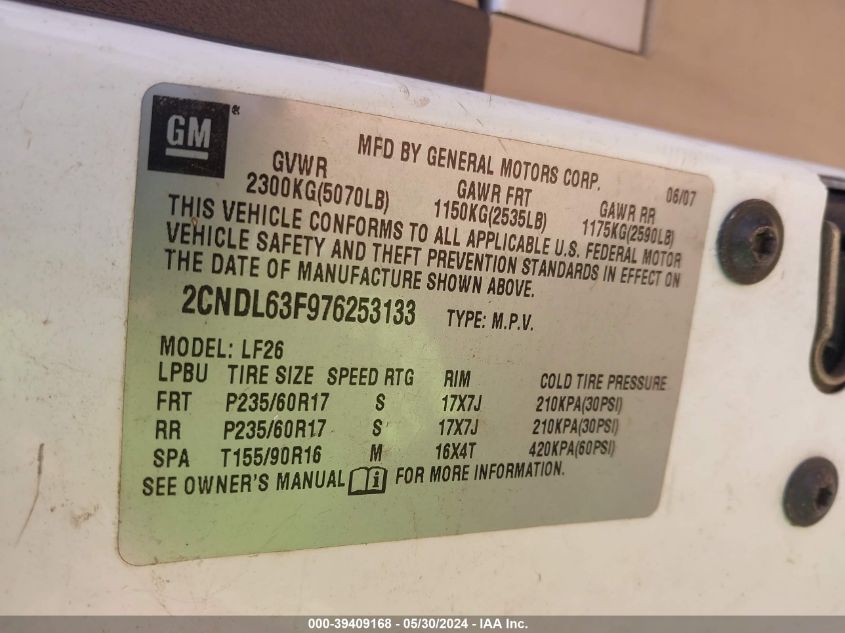 GM
MFD BY GENERAL MOTORS CORP. 06/07
GVWR GAWR FRT GAWR RR
2300KG(5070LB) 1150KG(2535LB) 1175KG(2590LB)
THIS VEHICLE CONFORMS TO ALL APPLICABLE U.S. FEDERAL MOTOR
VEHICLE SAFETY AND THEFT PREVENTION STANDARDS IN EFFECT ON
THE DATE OF MANUFACTURE SHOWN ABOVE.
2CNDL63F976253133 TYPE: M.P.V.
MODEL: LF26
LPBU TIRE SIZE SPEED RTG RIM COLD TIRE PRESSURE
FRT P235/60R17 S 17X7J 210KPA(30PSI)
RR P235/60R17 S 17X7J 210KPA(30PSI)
SPA T155/90R16 M 16X4T 420KPA(60PSI)
SEE OWNER'S MANUAL FOR MORE INFORMATION.
000-39409168 - 05/30/2024 - IAA Inc.